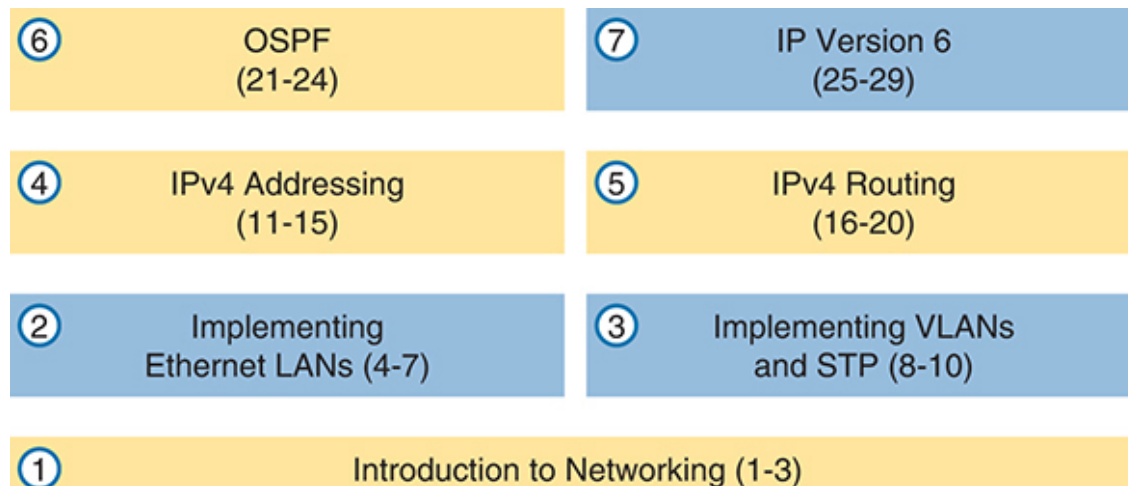 6 OSPF
(21-24)
7 IP Version 6
(25-29)
4 IPv4 Addressing
(11-15)
5 IPv4 Routing
(16-20)
2 Implementing
Ethernet LANs (4-7)
3 Implementing VLANs
and STP (8-10)
1 Introduction to Networking (1-3)